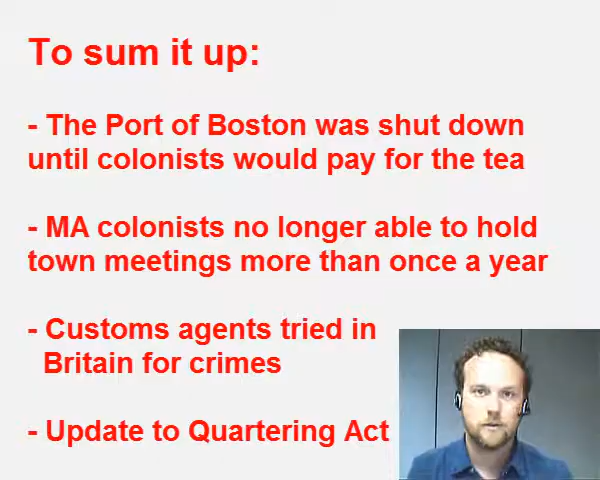 To sum it up:
- The Port of Boston was shut down
until colonists would pay for the tea
- MA colonists no longer able to hold
town meetings more than once a year
- Customs agents tried in
Britain for crimes
- Update to Quartering Act